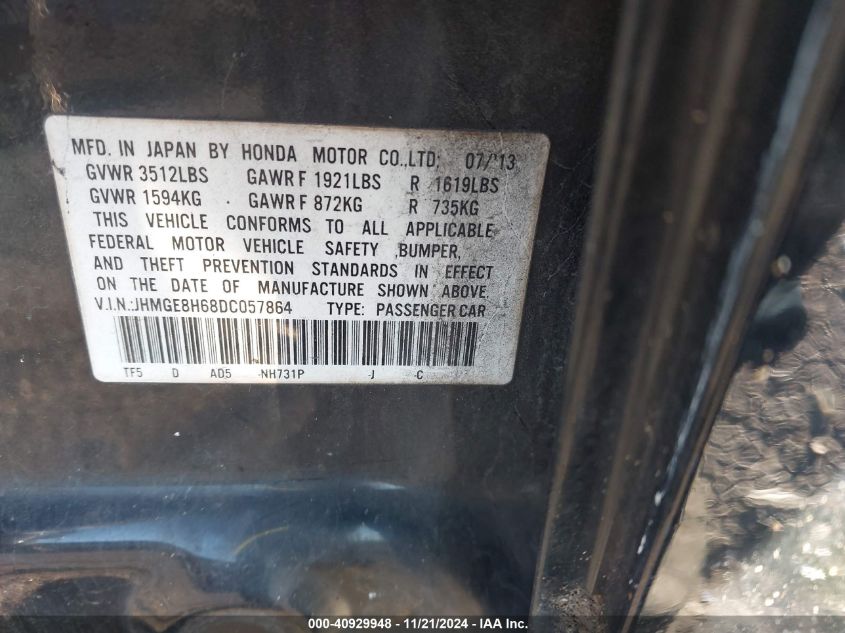 MFD. IN JAPAN BY HONDA MOTOR CO.,LTD; 07/'13
GVWR 3512LBS GAWR F 1921LBS R 1619LBS
GVWR 1594KG GAWR F 872KG R 735KG
THIS VEHICLE CONFORMS TO ALL APPLICABLE
FEDERAL MOTOR VEHICLE SAFETY ,BUMPER,
AND THEFT PREVENTION STANDARDS IN EFFECT
ON THE DATE OF MANUFACTURE SHOWN ABOVE.
V.I.N.:JHMGE8H68DC057864 TYPE: PASSENGER CAR
TF5 D AD5 -NH731P -J -C
000-40929948 - 11/21/2024 - IAA Inc.